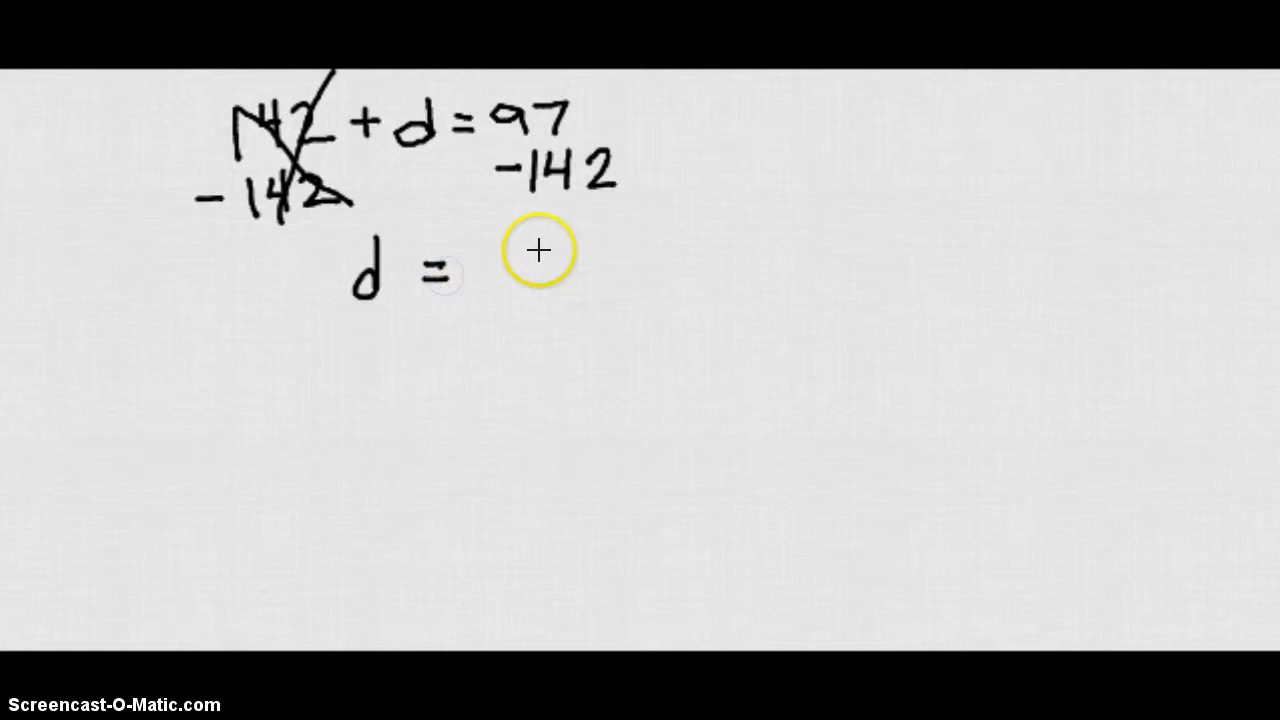 142 + d = 97
- 142 -142
d =
Screencast-O-Matic.com